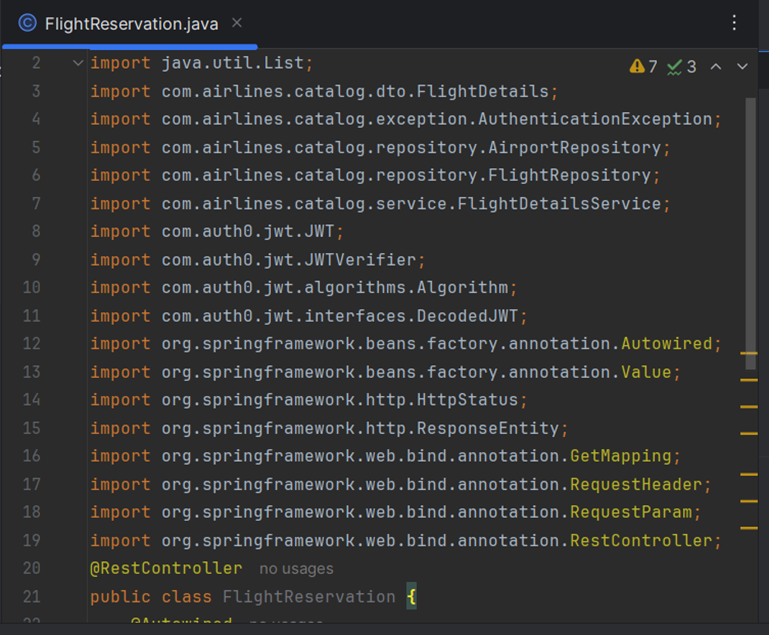 FlightReservation.java
7 3
2 import java.util.List;
3 import com.airlines.catalog.dto.FlightDetails;
4 import com.airlines.catalog.exception.AuthenticationException;
5 import com.airlines.catalog.repository.AirportRepository;
6 import com.airlines.catalog.repository.FlightRepository;
7 import com.airlines.catalog.service.FlightDetailsService;
8 import com.auth0.jwt.JWT;
9 import com.auth0.jwt.JWTVerifier;
10 import com.auth0.jwt.algorithms.Algorithm;
11 import com.auth0.jwt.interfaces.DecodedJWT;
12 import org.springframework.beans.factory.annotation.Autowired;
13 import org.springframework.beans.factory.annotation.Value;
14 import org.springframework.http.HttpStatus;
15 import org.springframework.http.ResponseEntity;
16 import org.springframework.web.bind.annotation.GetMapping;
17 import org.springframework.web.bind.annotation.RequestHeader;
18 import org.springframework.web.bind.annotation.RequestParam;
19 import org.springframework.web.bind.annotation.RestController;
20 @RestController no usages
21 public class FlightReservation {
22 @Autowired no usages